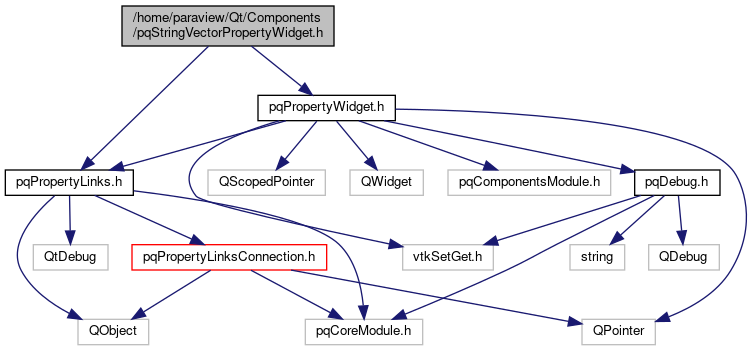 /home/paraview/Qt/Components
/pqStringVectorPropertyWidget.h
pqPropertyWidget.h
pqPropertyLinks.h
QScopedPointer
QWidget
pqComponentsModule.h
pqDebug.h
QtDebug
pqPropertyLinksConnection.h
vtkSetGet.h
string
QDebug
QObject
pqCoreModule.h
QPointer